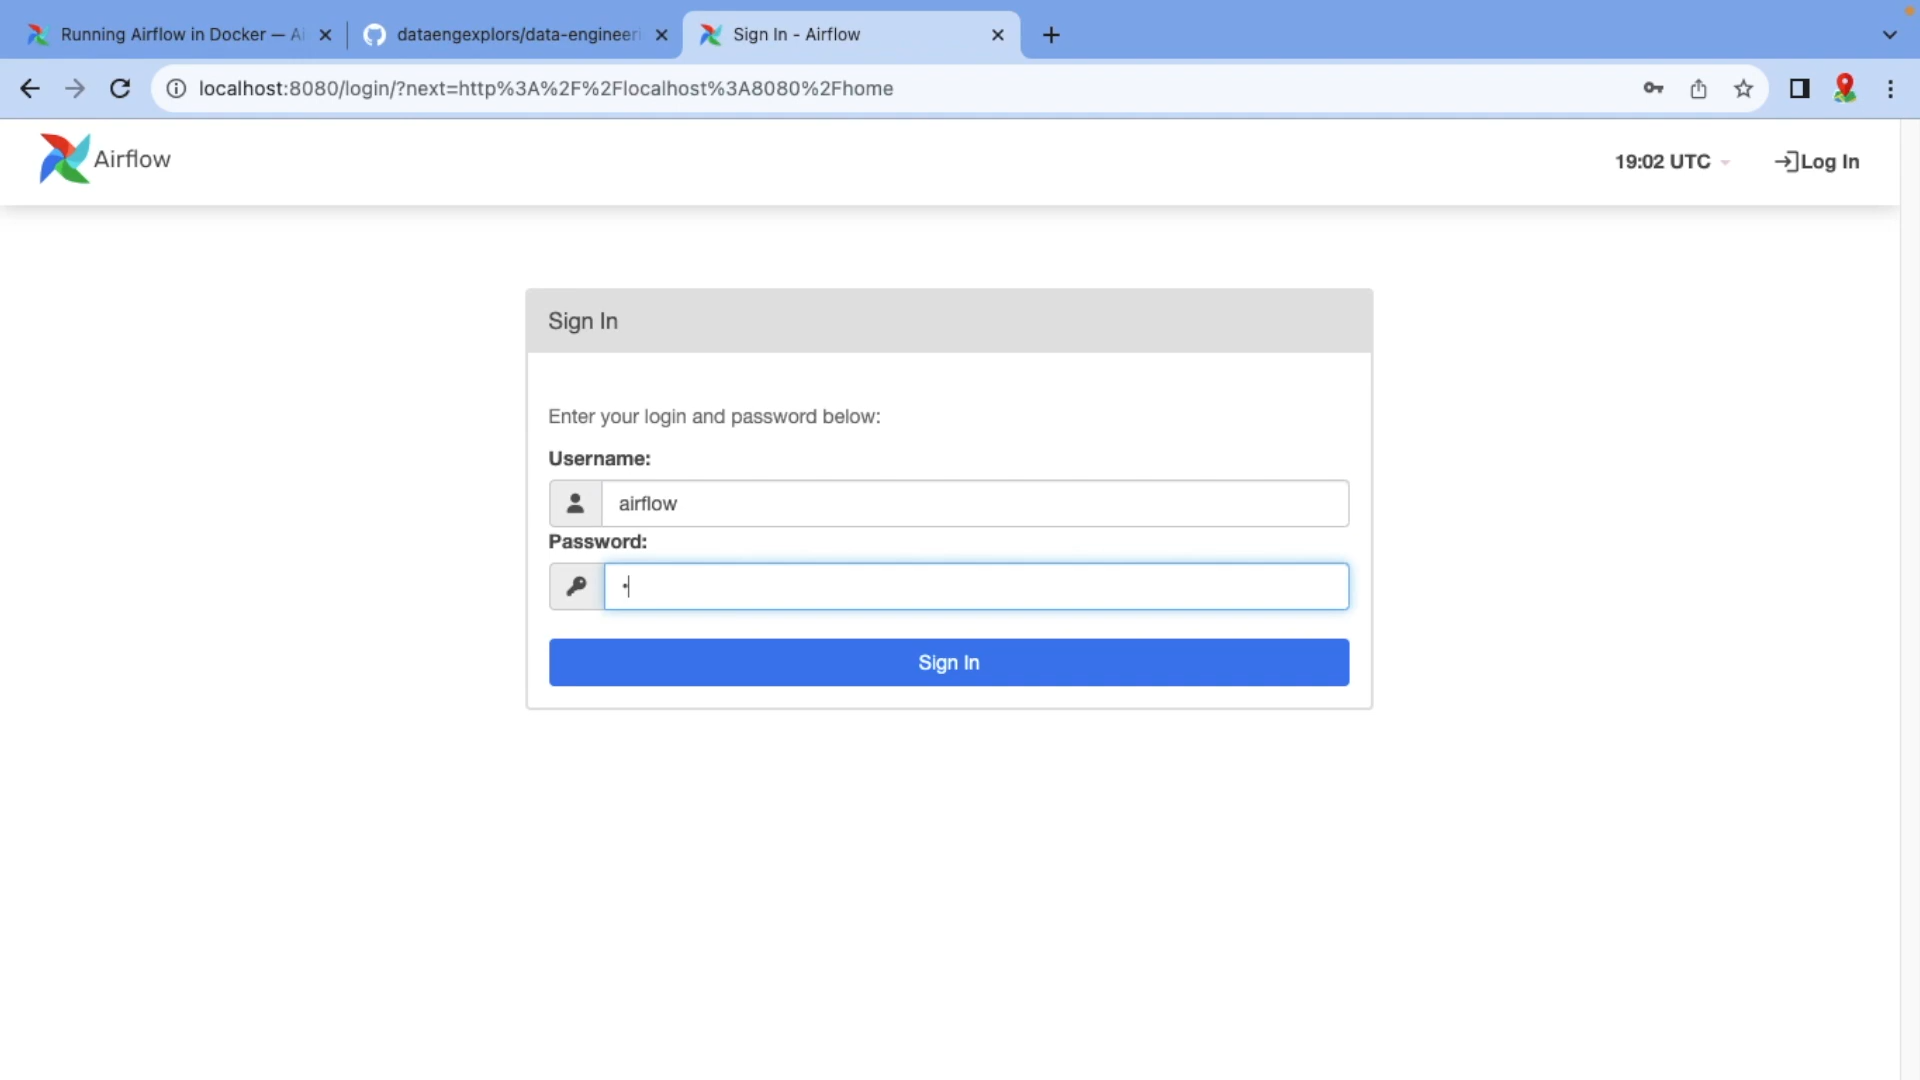 Running Airflow in Docker — Ai
dataengexplors/data-engineeri
Sign In - Airflow
localhost:8080/login/?next=http%3A%2F%2Flocalhost%3A8080%2Fhome
Airflow
19:02 UTC
Log In
Sign In
Enter your login and password below:
Username:
airflow
Password:
Sign In